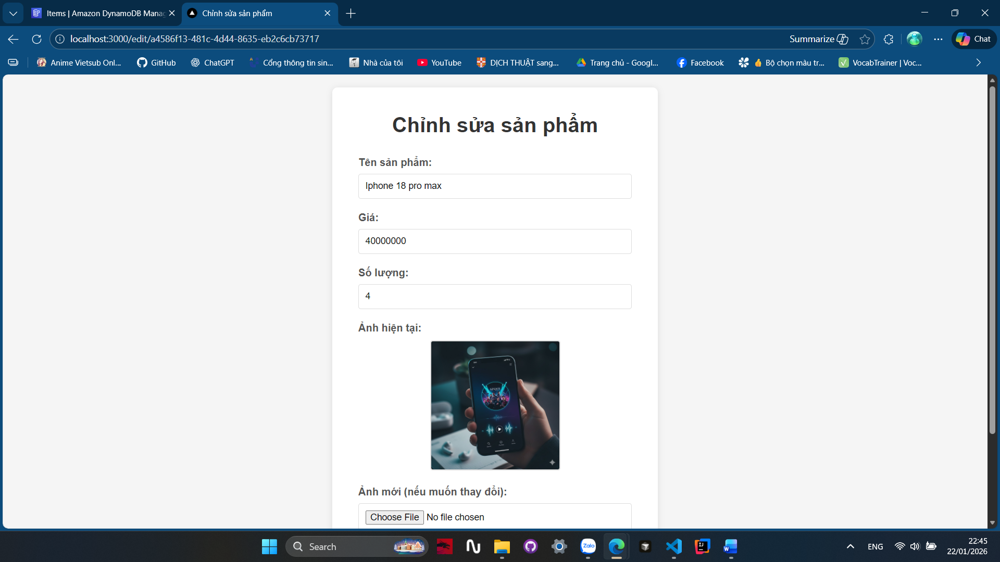 Items | Amazon DynamoDB Manag
Chỉnh sửa sản phẩm
localhost:3000/edit/a4586f13-481c-4d44-8635-eb2c6cb73717
Summarize
Chat
Anime Vietsub Onl...
GitHub
ChatGPT
Cổng thông tin sin...
Nhà của tôi
YouTube
DỊCH THUẬT sang...
Trang chủ - Googl...
Facebook
Bộ chọn màu tr...
VocabTrainer | Voc...
Chỉnh sửa sản phẩm
Tên sản phẩm:
Iphone 18 pro max
Giá:
40000000
Số lượng:
4
Ảnh hiện tại:
Ảnh mới (nếu muốn thay đổi):
Choose File No file chosen
Search
Zalo
ENG
22:45
22/01/2026